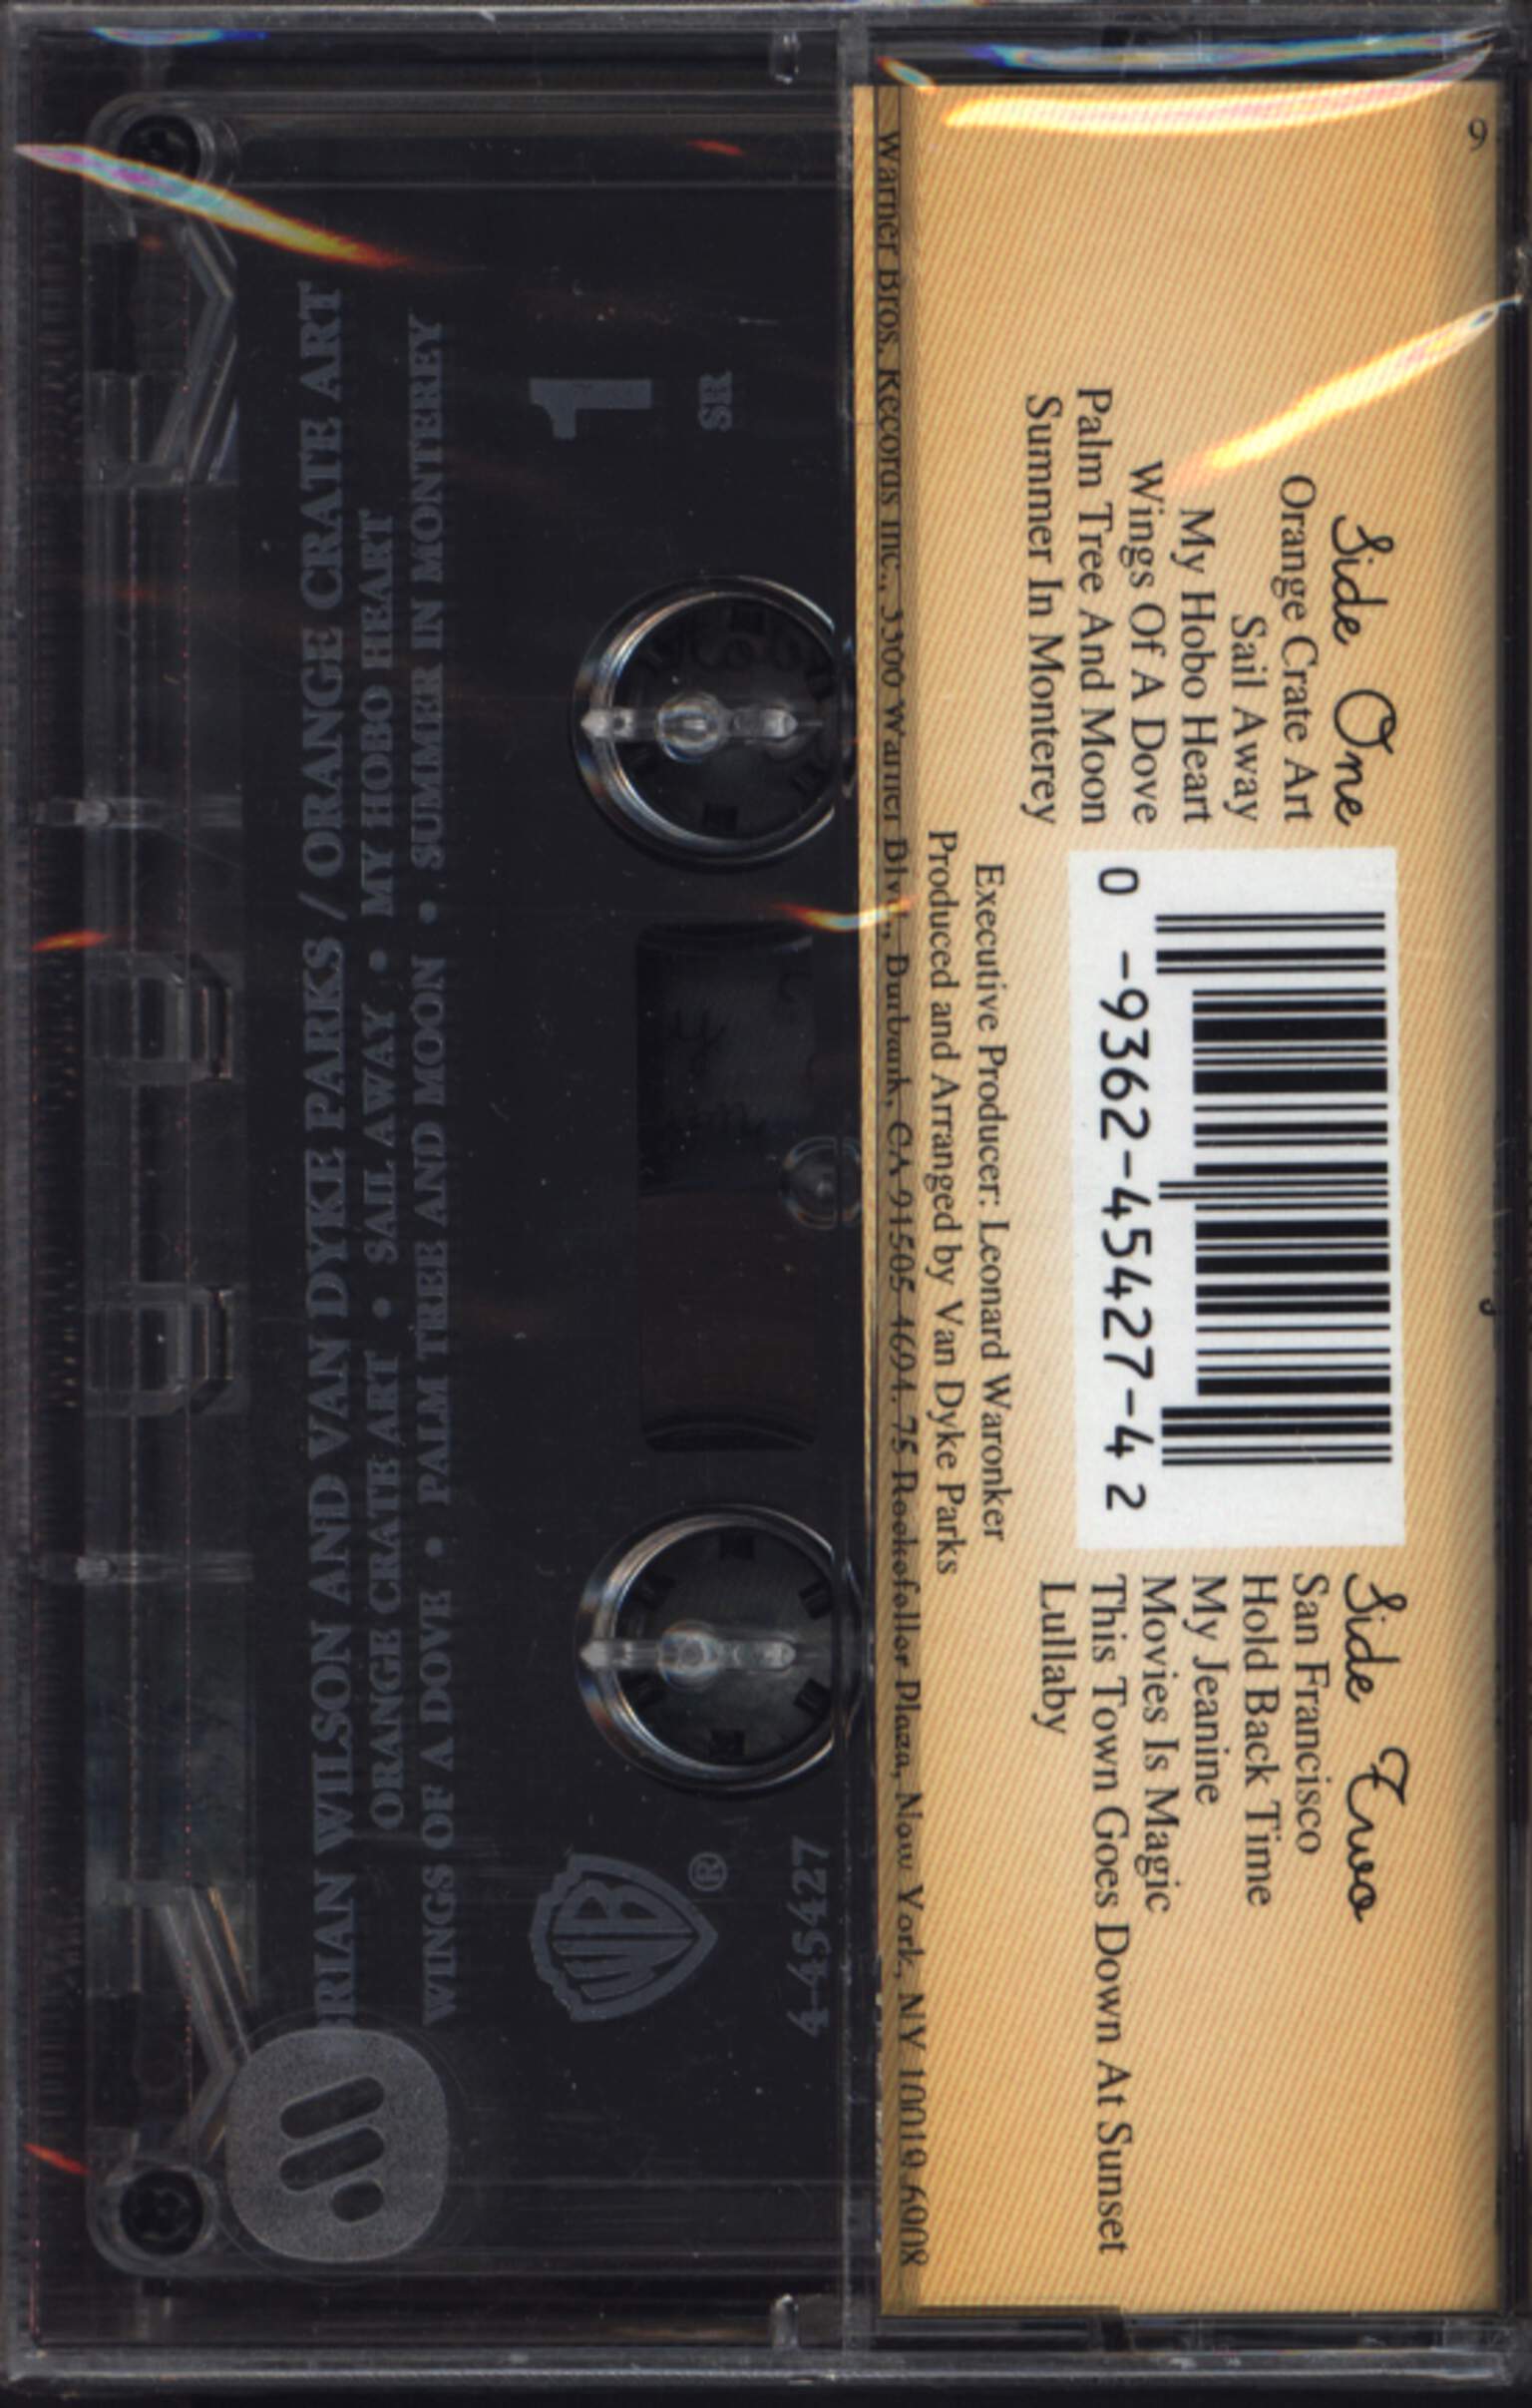 9
Side One
Orange Crate Art
Sail Away
My Hobo Heart
Wings Of A Dove
Palm Tree And Moon
Summer In Monterey
0 -9362-45427-4 2
Side Two
San Francisco
Hold Back Time
My Jeanine
Movies Is Magic
This Town Goes Down At Sunset
Lullaby
Executive Producer: Leonard Waronker
Produced and Arranged by Van Dyke Parks
Warner Bros. Records Inc., 3300 Warner Blvd., Burbank, CA 91505-4694. 75 Rockefeller Plaza, New York, NY 10019-6908
4-45427
SR
1
WB ®
WINGS OF A DOVE • PALM TREE AND MOON • SUMMER IN MONTEREY
ORANGE CRATE ART • SAIL AWAY • MY HOBO HEART
BRIAN WILSON AND VAN DYKE PARKS / ORANGE CRATE ART